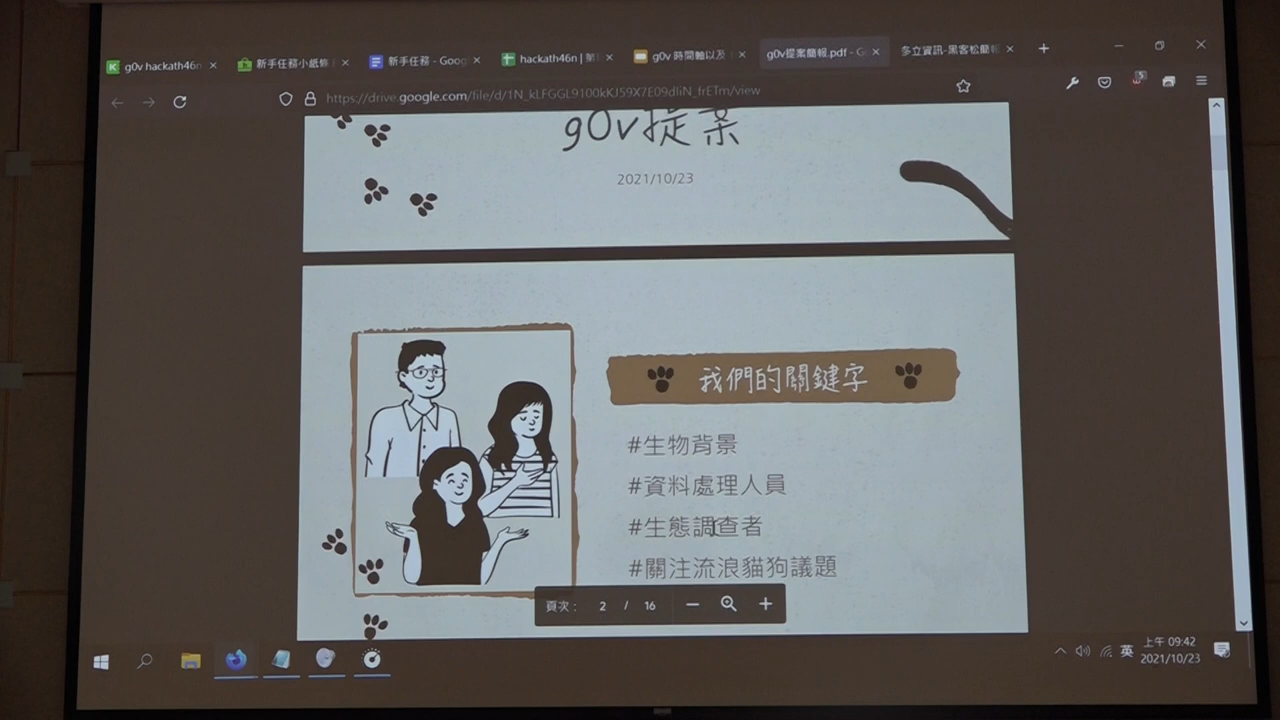 g0v hackath46n
新手任務小紙條
新手任務 - Goog
hackath46n | 第
g0v 時間軸以及
g0v提案簡報.pdf - G
多立資訊-黑客松簡報
https://drive.google.com/file/d/1N_kLFGGL9100kKJ59X7E09dliN_frETm/view
5
g0v提案
2021/10/23
我們的關鍵字
#生物背景
#資料處理人員
#生態調查者
#關注流浪貓狗議題
頁次： 2 / 16
英
上午 09:42
2021/10/23